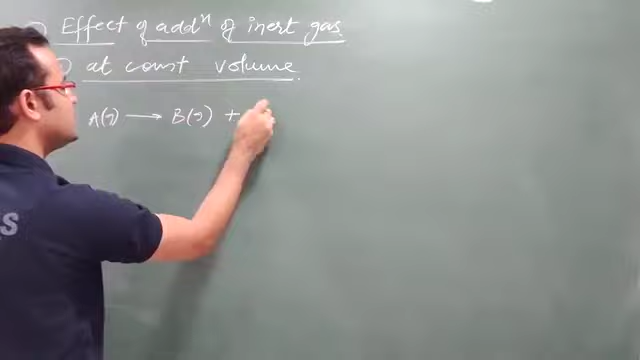 Effect of addⁿ of inert gas
at const volume
A(g) → B(g) +